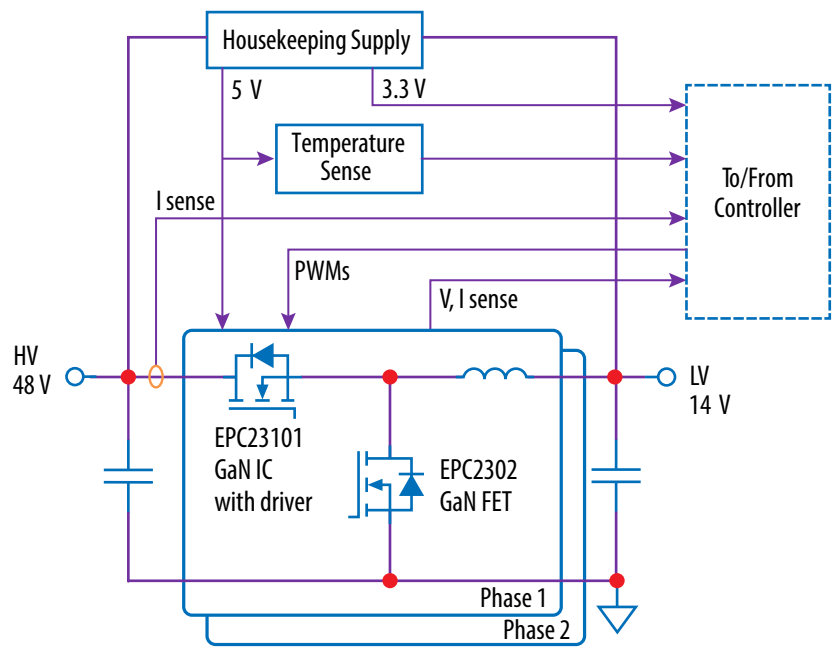 Housekeeping Supply
5 V
3.3 V
Temperature
Sense
To/From
Controller
I sense
PWMs
V, I sense
HV
48 V
LV
14 V
EPC23101
GaN IC
with driver
EPC2302
GaN FET
Phase 1
Phase 2